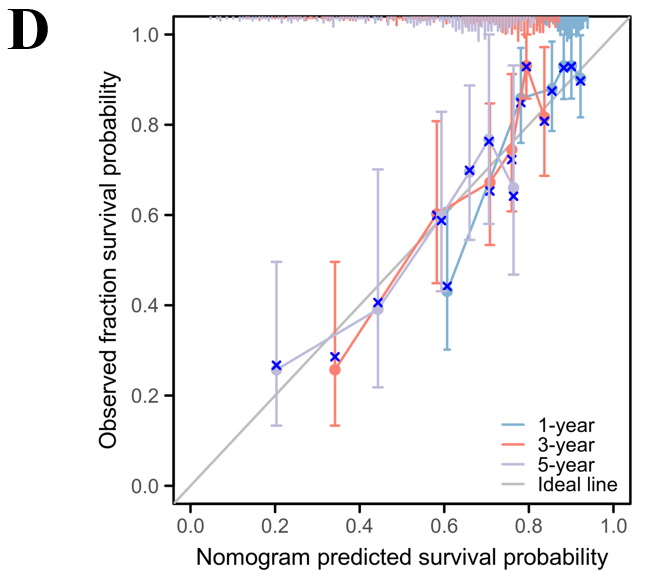 D
Observed fraction survival probability
1.0
0.8
0.6
0.4
0.2
0.0
1-year
3-year
5-year
Ideal line
0.0 0.2 0.4 0.6 0.8 1.0
Nomogram predicted survival probability